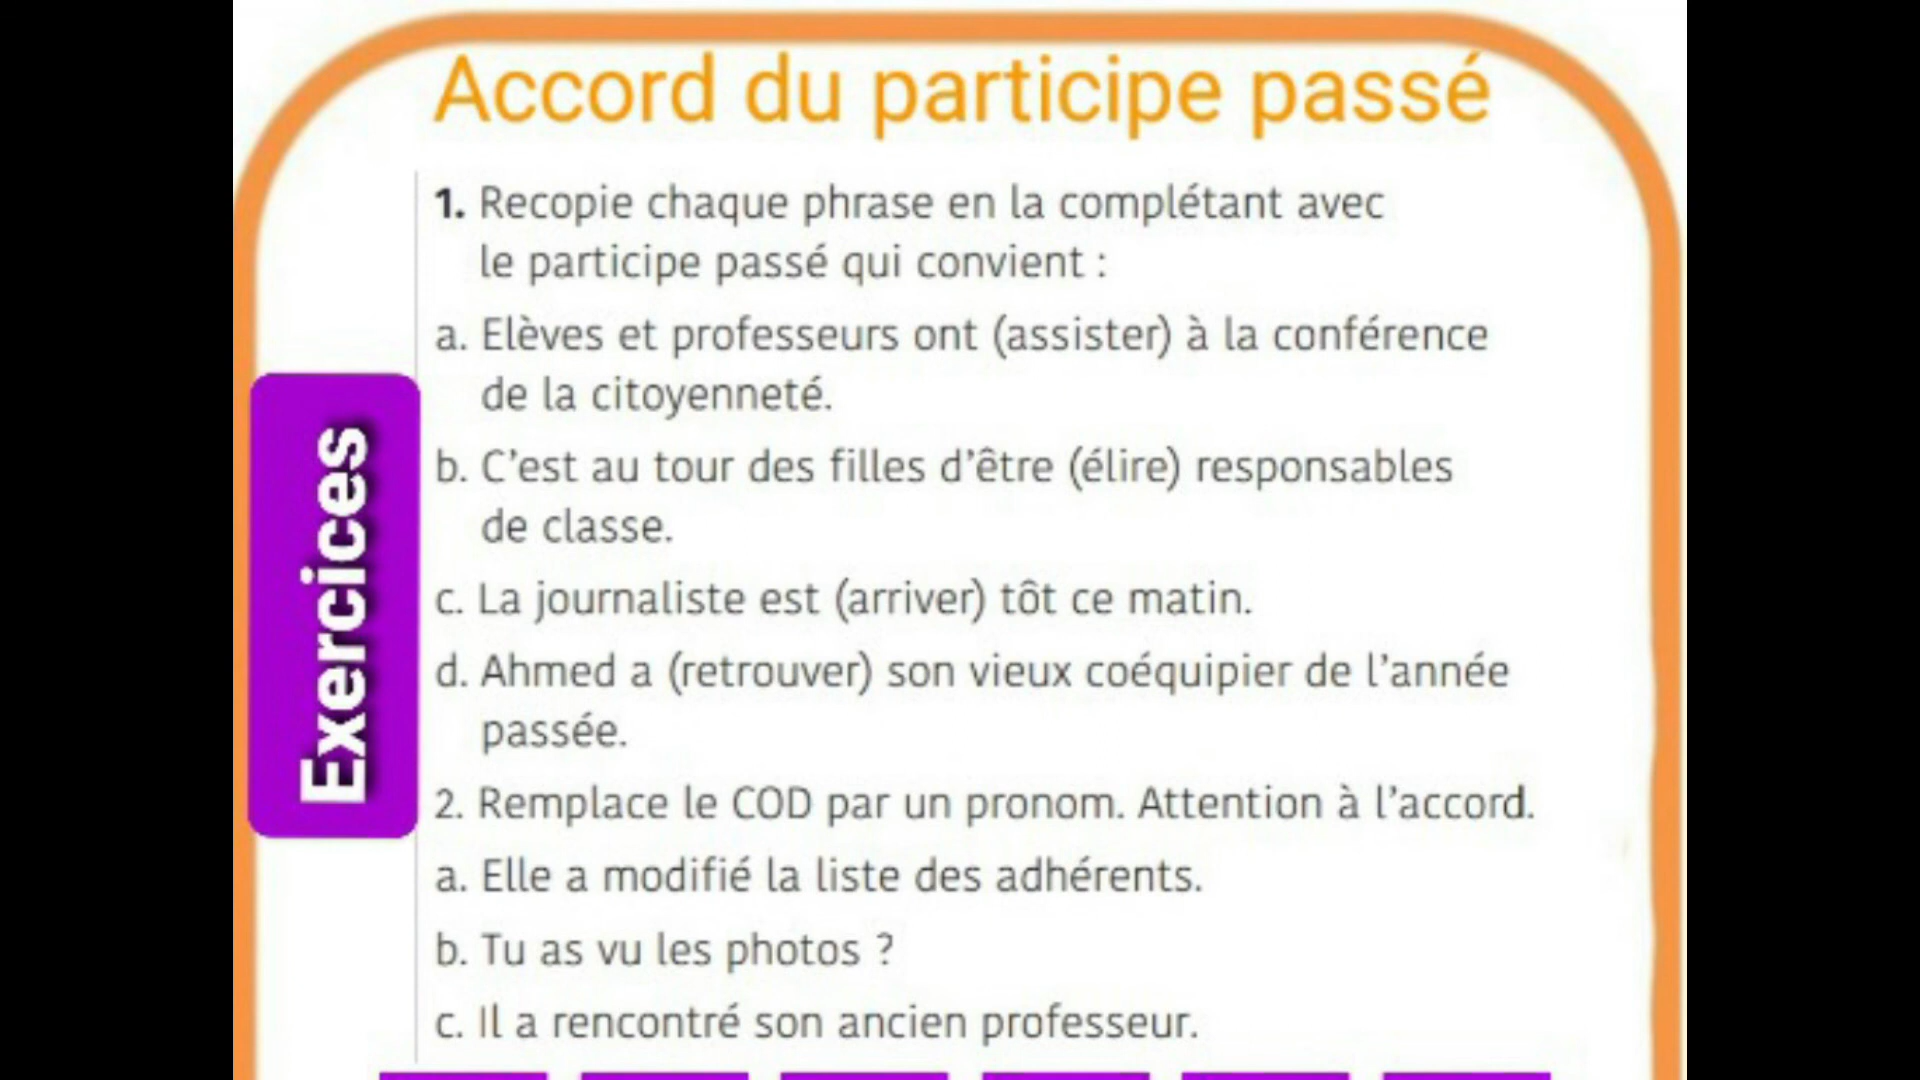 Accord du participe passé
1. Recopie chaque phrase en la complétant avec
le participe passé qui convient :
a. Elèves et professeurs ont (assister) à la conférence
de la citoyenneté.
b. C'est au tour des filles d'être (élire) responsables
de classe.
c. La journaliste est (arriver) tôt ce matin.
d. Ahmed a (retrouver) son vieux coéquipier de l'année
passée.
2. Remplace le COD par un pronom. Attention à l'accord.
a. Elle a modifié la liste des adhérents.
b. Tu as vu les photos ?
c. Il a rencontré son ancien professeur.
Exercices